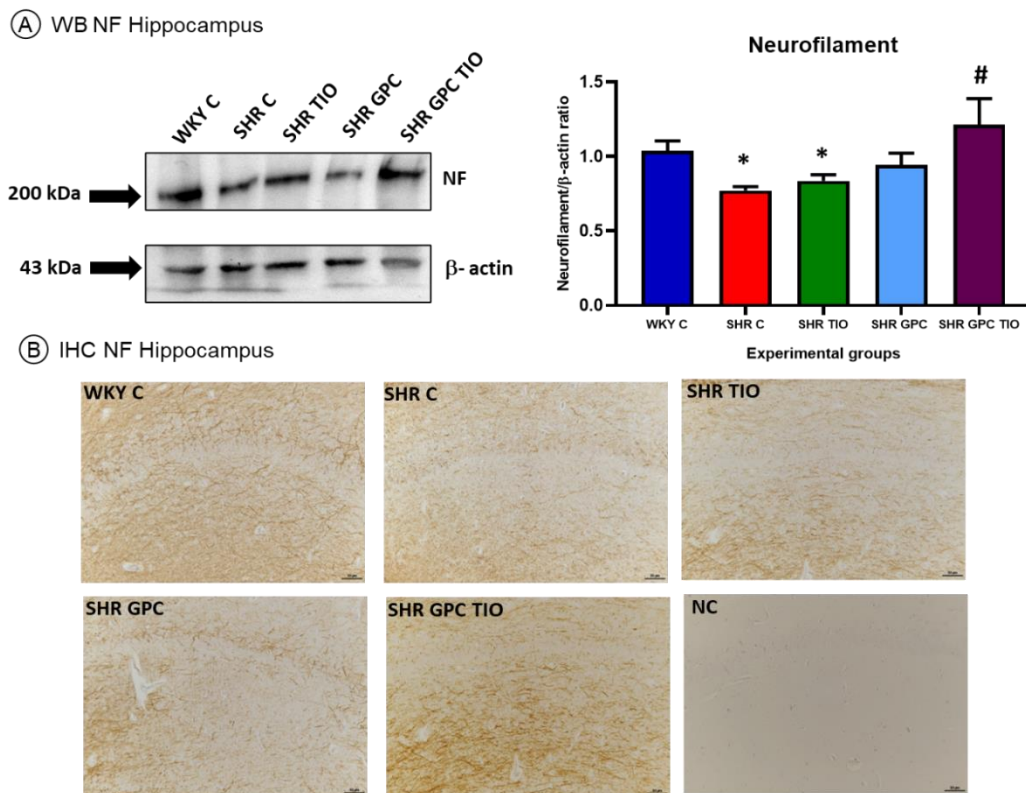 A WB NF Hippocampus
WKY C
SHR C
SHR TIO
SHR GPC
SHR GPC TIO
200 kDa
NF
43 kDa
β- actin
Neurofilament
Neurofilament/β-actin ratio
1.5
1.0
0.5
0.0
*
*
#
WKY C
SHR C
SHR TIO
SHR GPC
SHR GPC TIO
Experimental groups
B IHC NF Hippocampus
WKY C
SHR C
SHR TIO
SHR GPC
SHR GPC TIO
NC